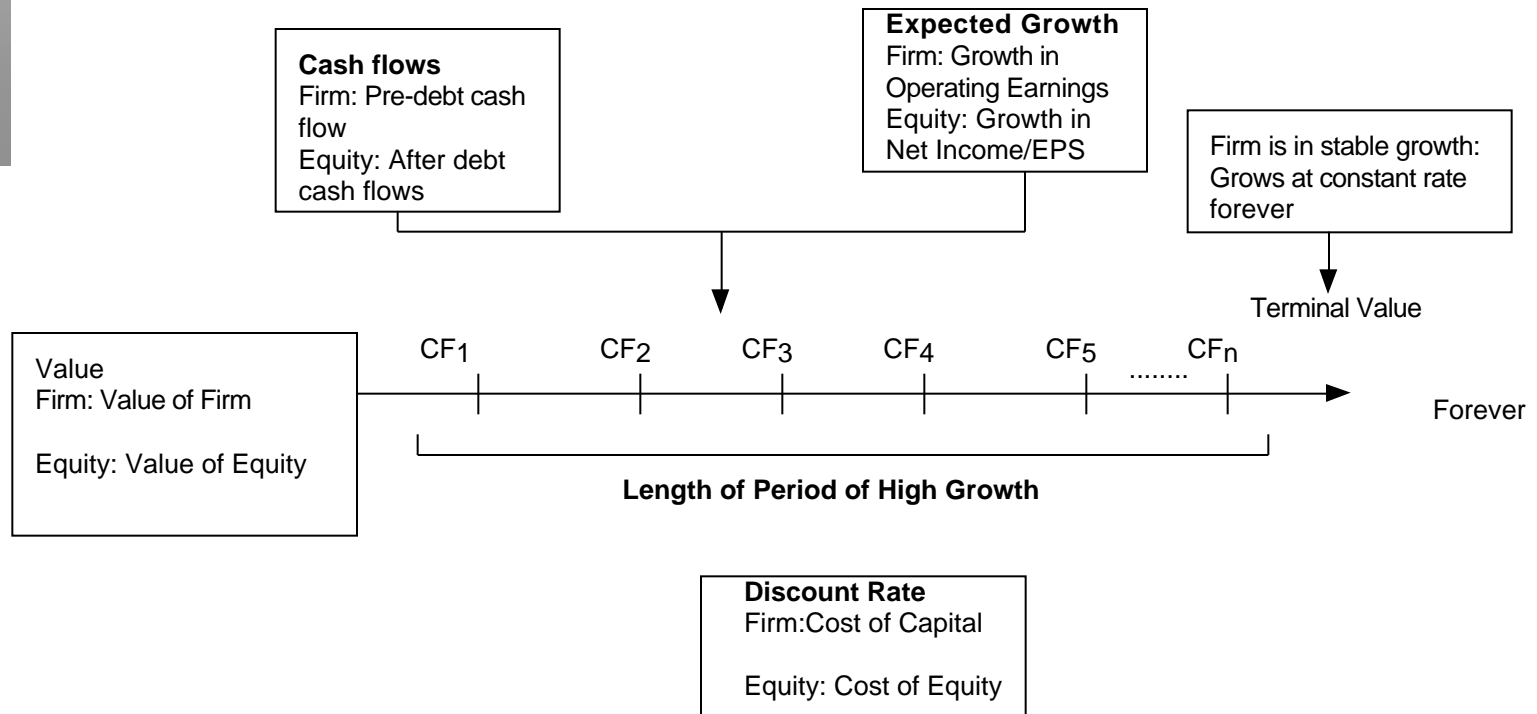 Cash flows
Firm: Pre-debt cash
flow
Equity: After debt
cash flows
Expected Growth
Firm: Growth in
Operating Earnings
Equity: Growth in
Net Income/EPS
Firm is in stable growth:
Grows at constant rate
forever
Terminal Value
CF1 CF2 CF3 CF4 CF5 ........ CFn
Forever
Value
Firm: Value of Firm
Equity: Value of Equity
Length of Period of High Growth
Discount Rate
Firm:Cost of Capital
Equity: Cost of Equity